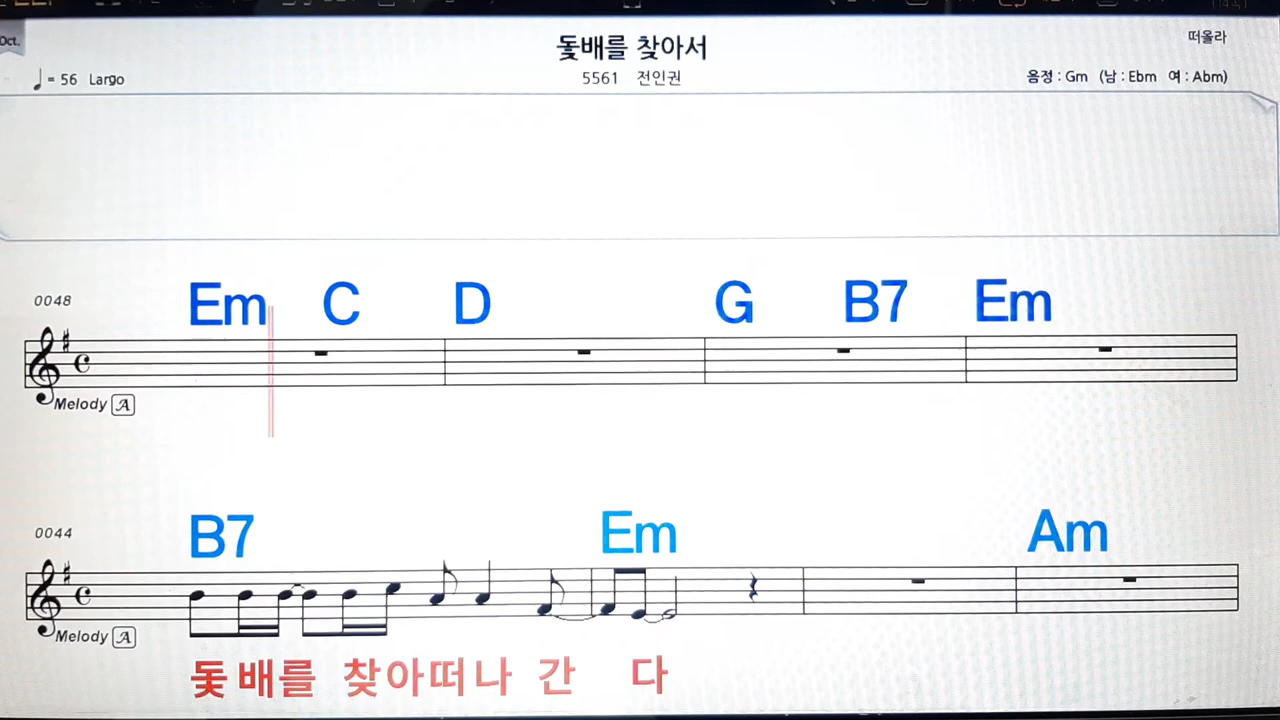 Oct.
돛배를 찾아서
떠올라
♩ = 56 Largo
5561 전인권
음정 : Gm (남 : Ebm 여 : Abm)
Em C D G B7 Em
0048
Melody A
B7 Em Am
0044
Melody A
돛배를 찾아떠나 간 다